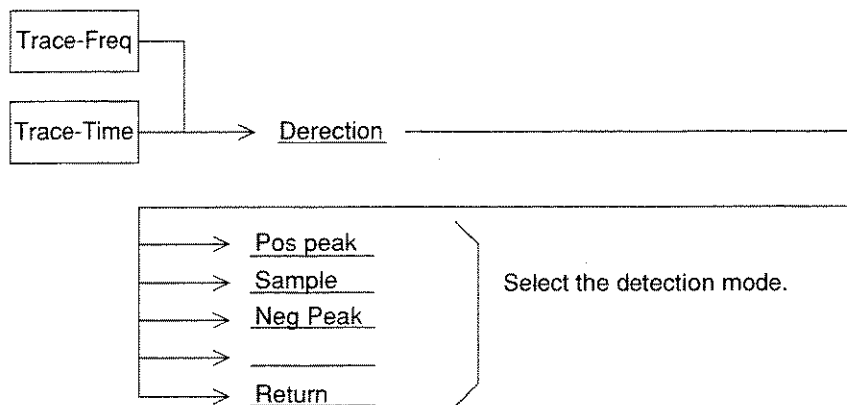 Trace-Freq
Trace-Time
Derection
Pos peak
Sample
Select the detection mode.
Neg Peak
Return